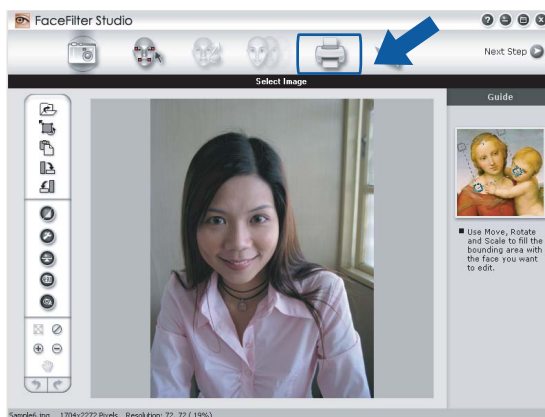 FaceFilter Studio
Next Step
Select Image
Guide
Use Move, Rotate
and Scale to fill the
bounding area with
the face you want
to edit.
Sample6.jpg 1704x2272 Pixels Resolution: 72, 72 ( 19%)